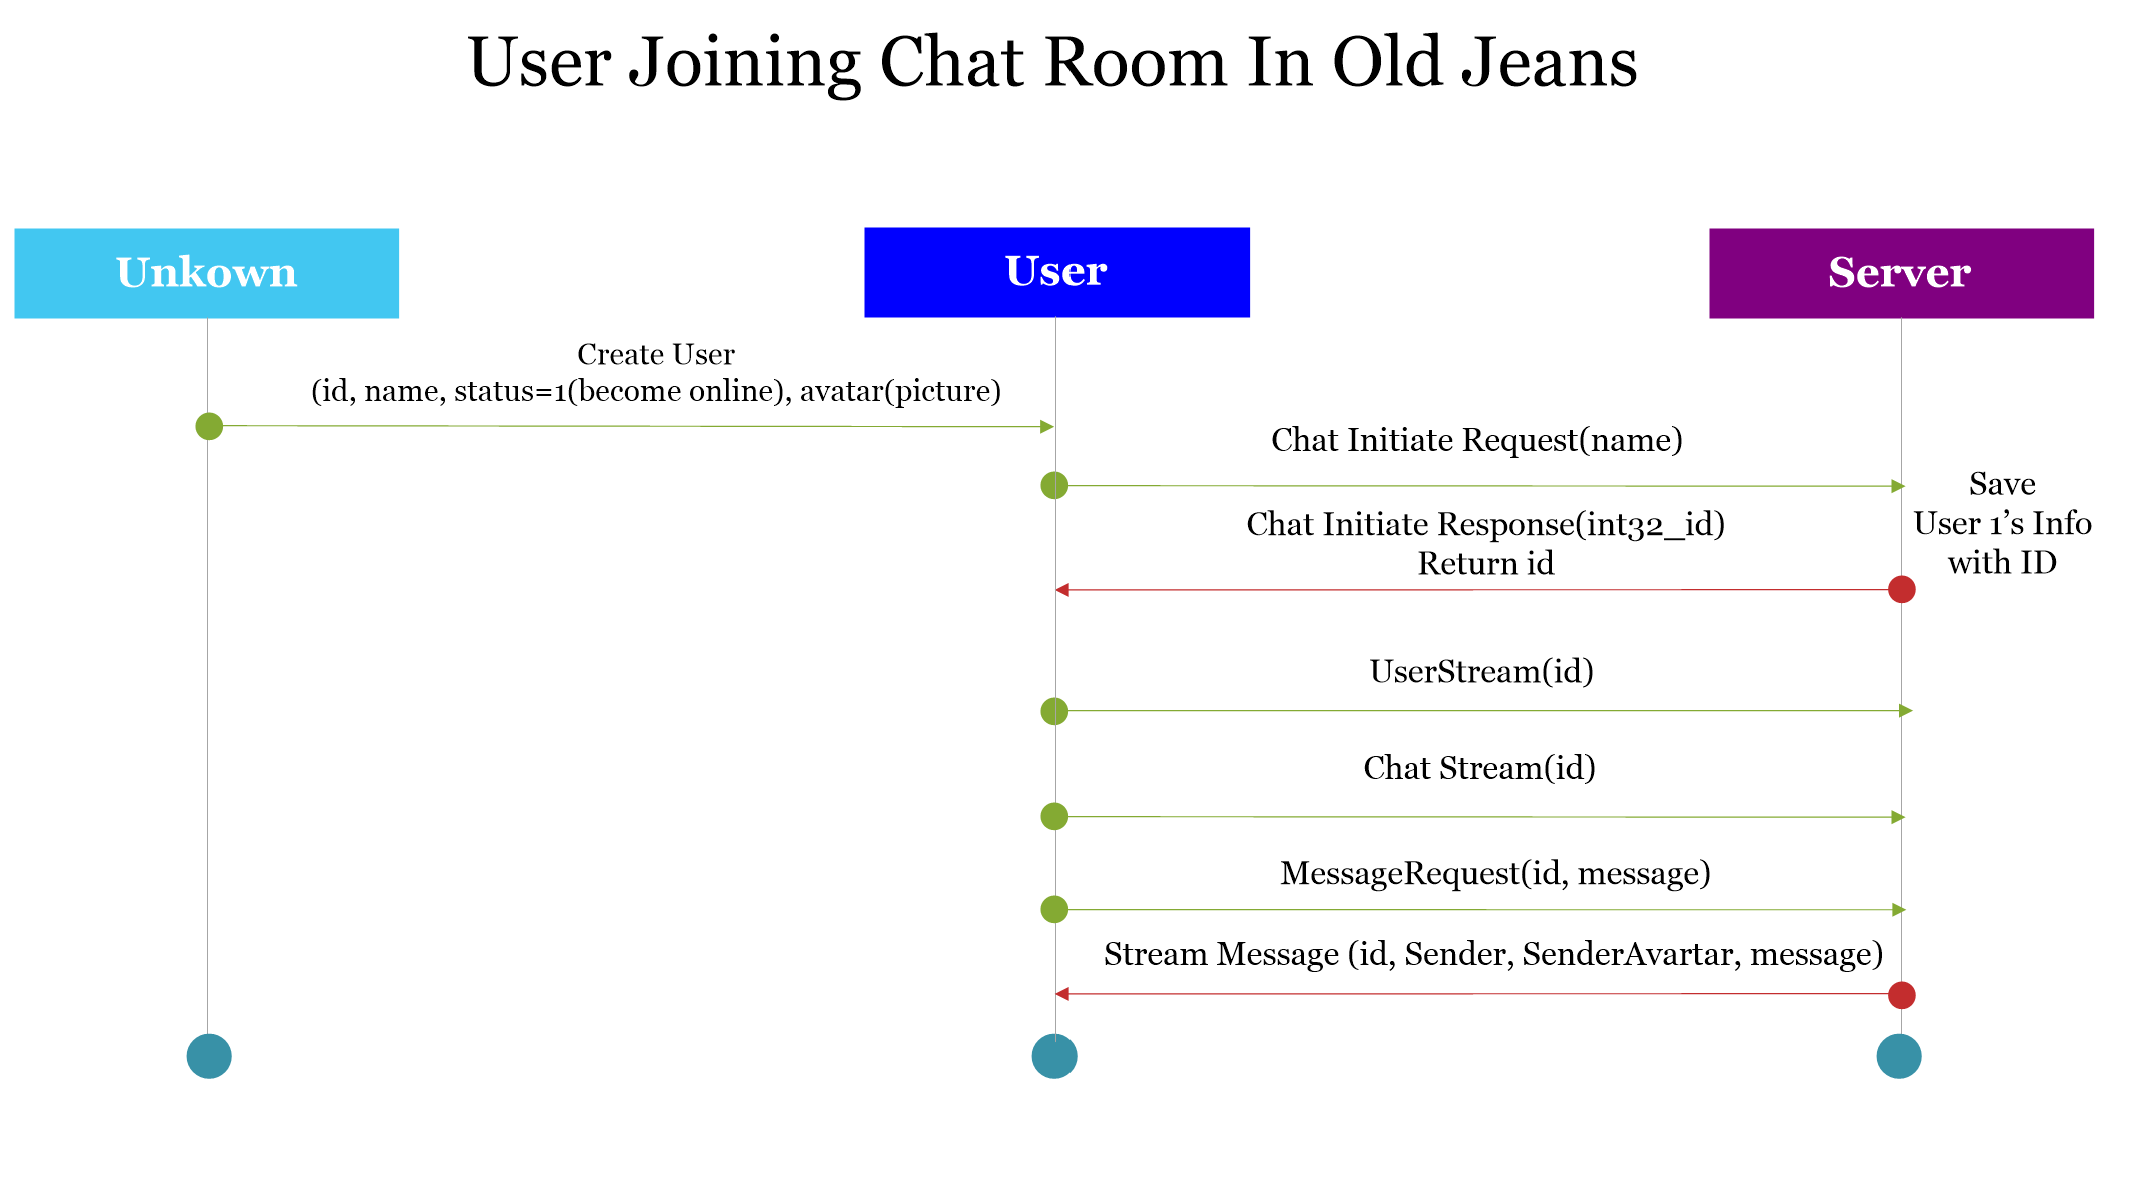 User Joining Chat Room In Old Jeans
Unkown
User
Server
Create User
(id, name, status=1(become online), avatar(picture)
Chat Initiate Request(name)
Save
User 1’s Info
with ID
Chat Initiate Response(int32_id)
Return id
UserStream(id)
Chat Stream(id)
MessageRequest(id, message)
Stream Message (id, Sender, SenderAvartar, message)